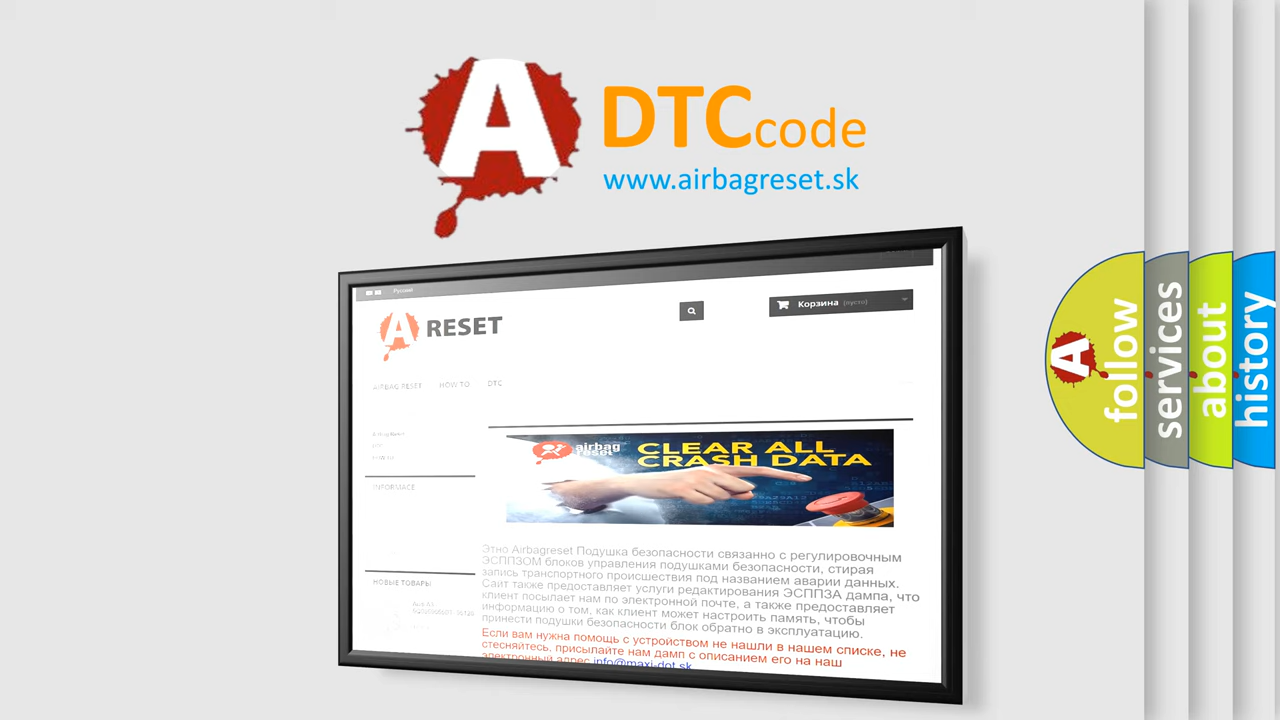 A
DTCcode
www.airbagreset.sk
Русский
Корзина (пусто)
A RESET
AIRBAG RESET HOW TO DTC
INFORMACE
НОВЫЕ ТОВАРЫ
airbag
reset
CLEAR ALL
CRASH DATA
Этно Airbagreset Подушка безопасности связанно с регулировочным
ЭСППЗОМ блоков управления подушками безопасности, стирая
запись транспортного происшествия под названием аварии данных.
Сайт также предоставляет услуги редактирования ЭСППЗА дампа, что
клиент посылает нам по электронной почте, а также предоставляет
информацию о том, как клиент может настроить память, чтобы
принести подушки безопасности блок обратно в эксплуатацию.
Если вам нужна помощь с устройством не нашли в нашем списке, не
стесняйтесь, присылайте нам дамп с описанием его на наш
электронный адрес info@maxi-dot.sk
A
follow
services
about
history